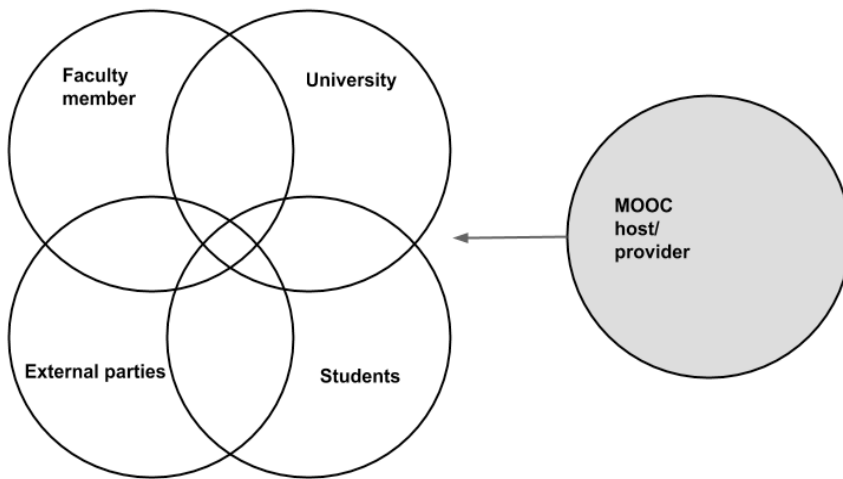 Faculty
member
University
MOOC
host/
provider
External parties
Students